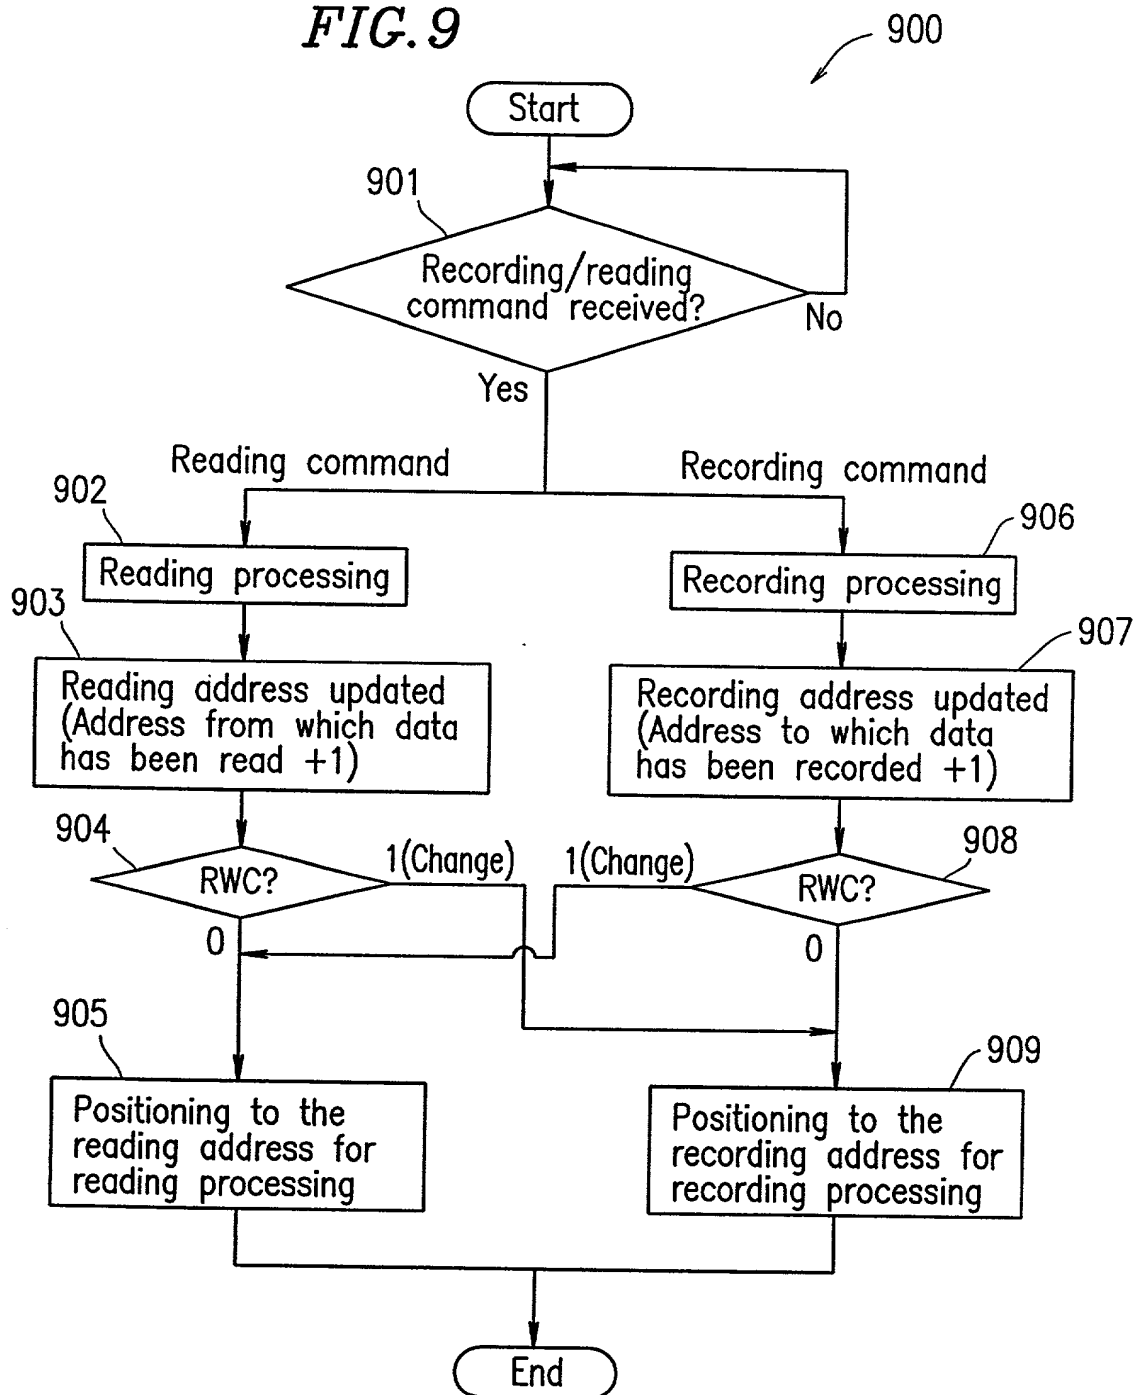 FIG.9
900
Start
901
Recording/reading
command received?
No
Yes
Reading command
Recording command
902
Reading processing
906
Recording processing
903
Reading address updated
(Address from which data
has been read +1)
907
Recording address updated
(Address to which data
has been recorded +1)
904
RWC?
1(Change)
0
908
RWC?
1(Change)
0
905
Positioning to the
reading address for
reading processing
909
Positioning to the
recording address for
recording processing
End